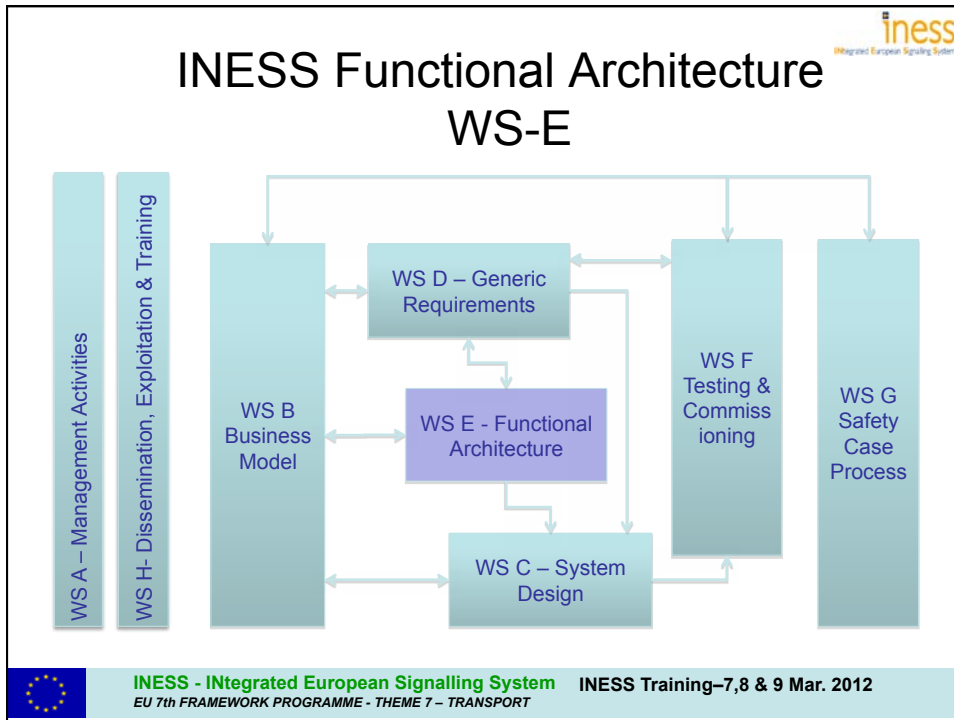 iness
INtegrated European Signaling System
INESS Functional Architecture
WS-E
WS A – Management Activities
WS H- Dissemination, Exploitation & Training
WS B
Business
Model
WS D – Generic
Requirements
WS E - Functional
Architecture
WS C – System
Design
WS F
Testing &
Commiss
ioning
WS G
Safety
Case
Process
INESS - INtegrated European Signalling System
EU 7th FRAMEWORK PROGRAMME - THEME 7 – TRANSPORT
INESS Training–7,8 & 9 Mar. 2012